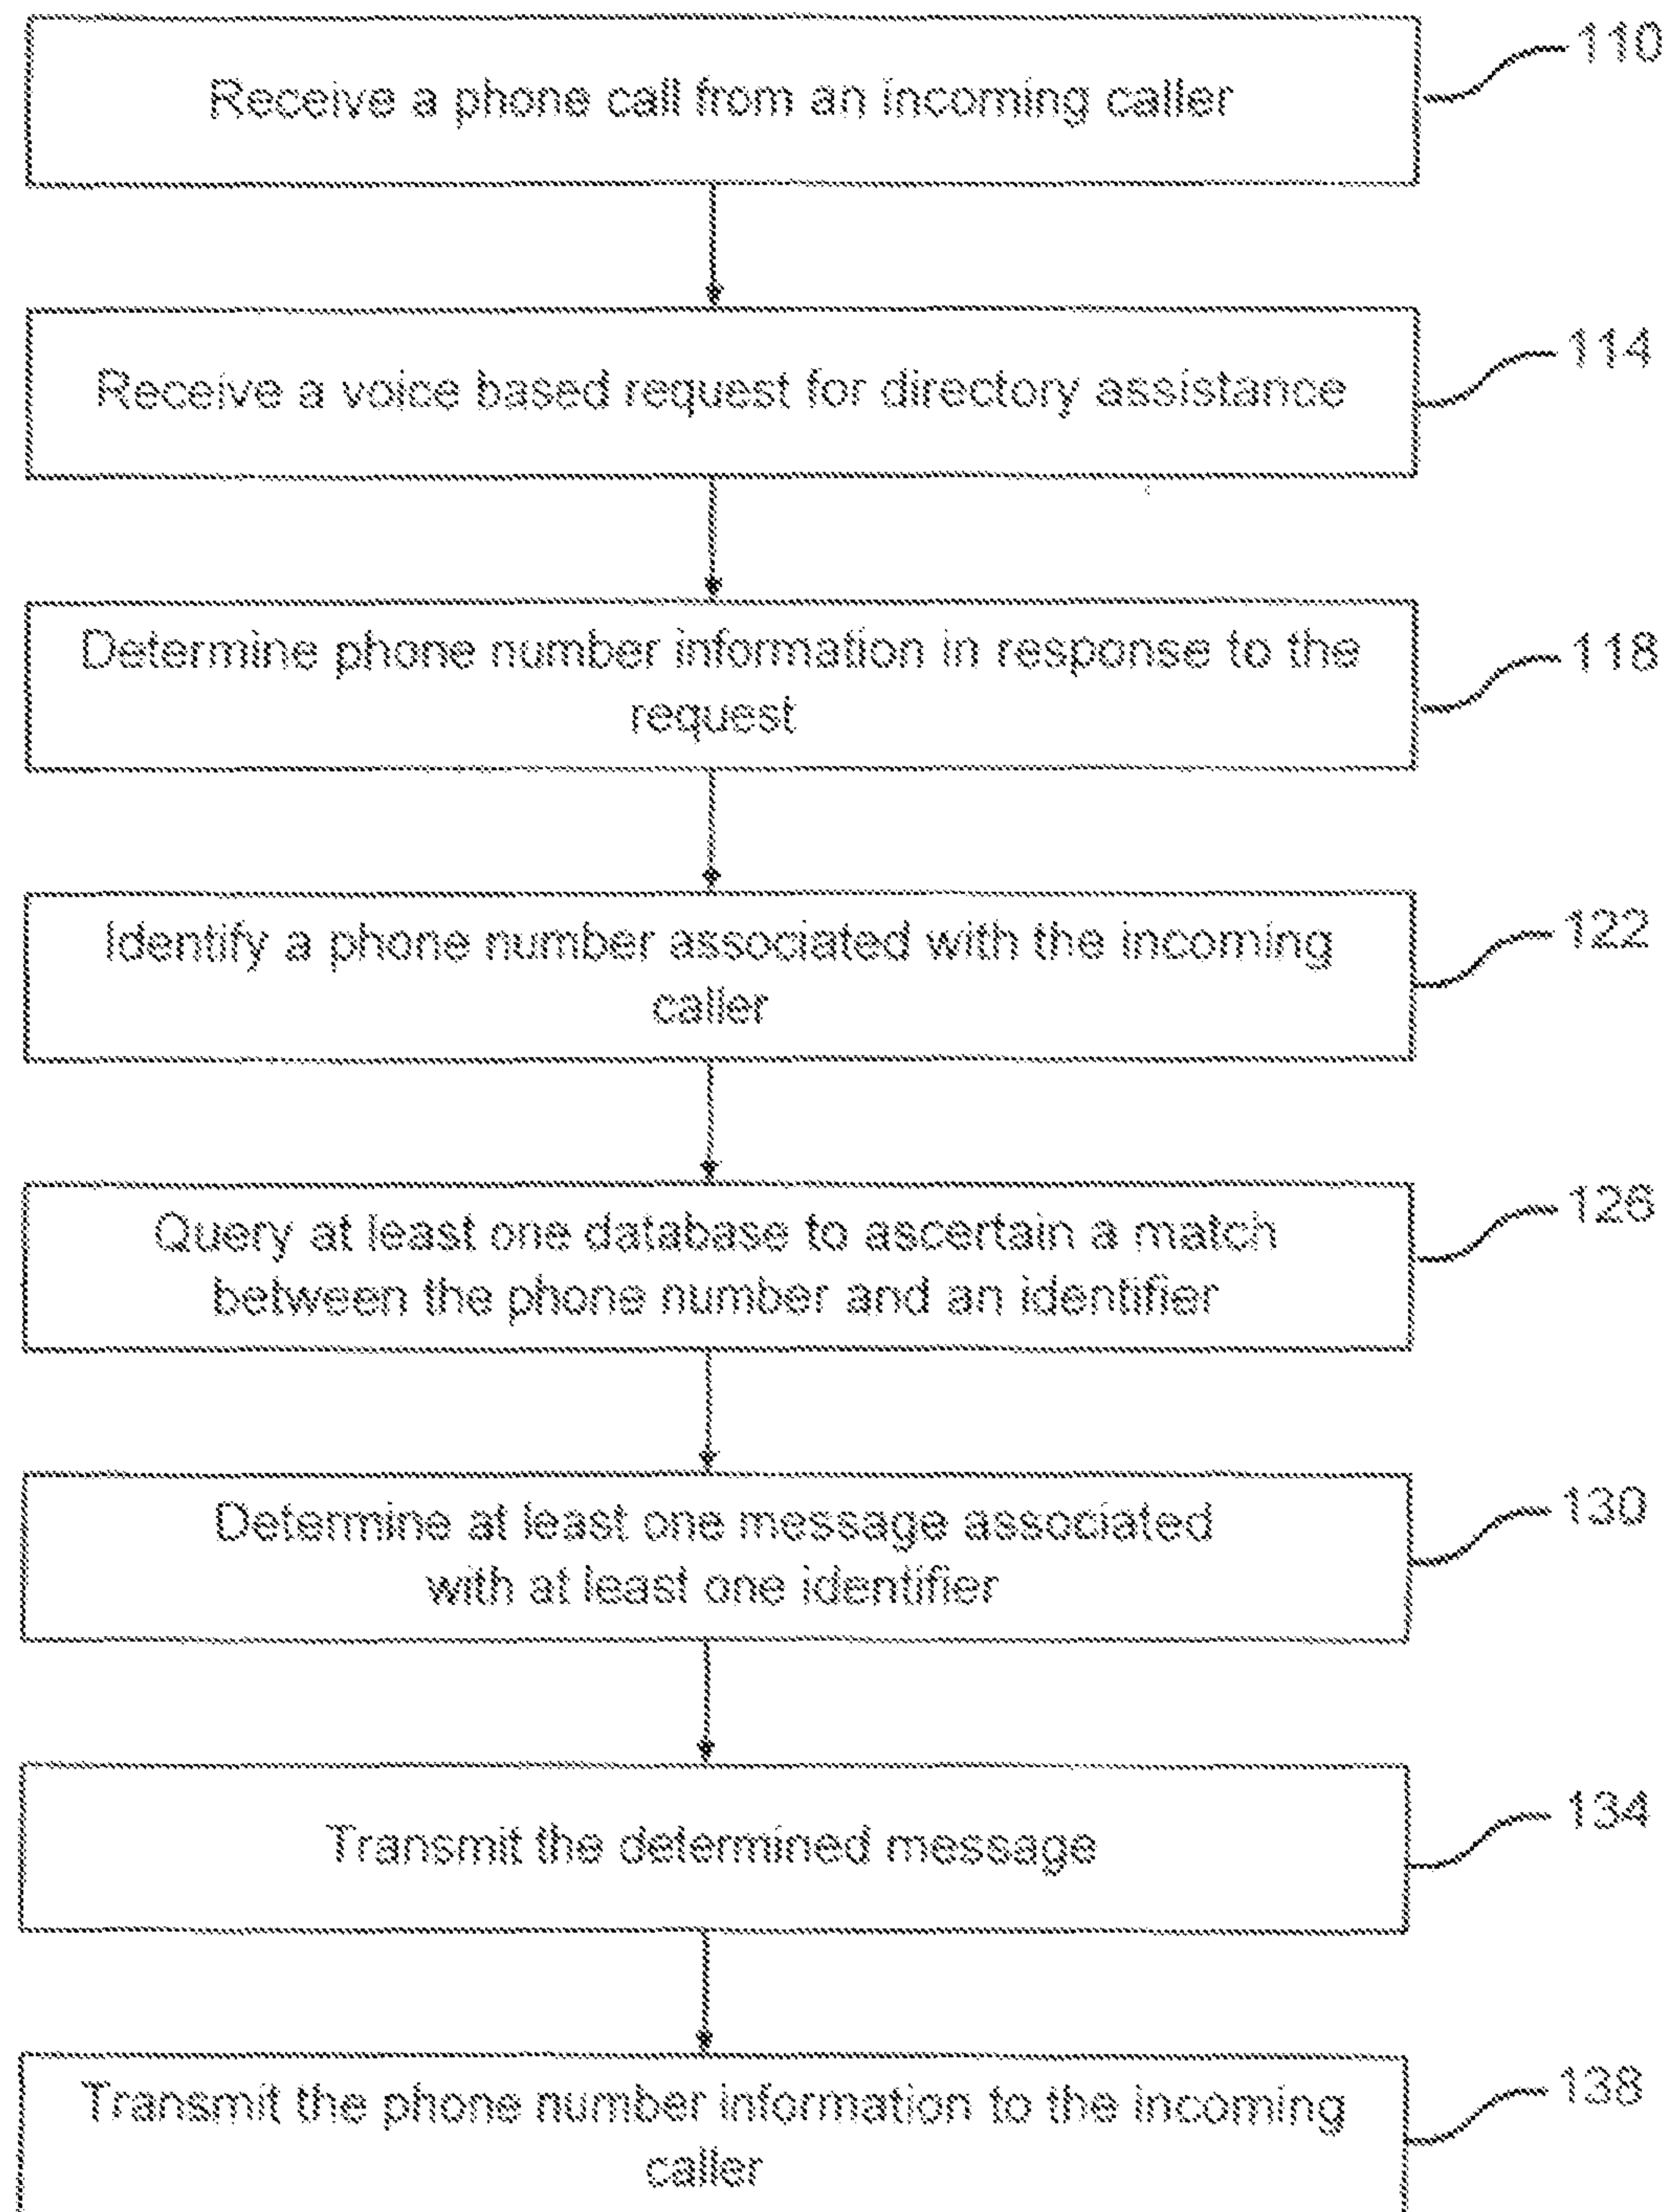 Receive a phone call from an incoming caller
110
Receive a voice based request for directory assistance
114
Determine phone number information in response to the
request
118
Identify a phone number associated with the incoming
caller
122
Query at least one database to ascertain a match
between the phone number and an identifier
126
Determine at least one message associated
with at least one identifier
130
Transmit the determined message
134
Transmit the phone number information to the incoming
caller
138